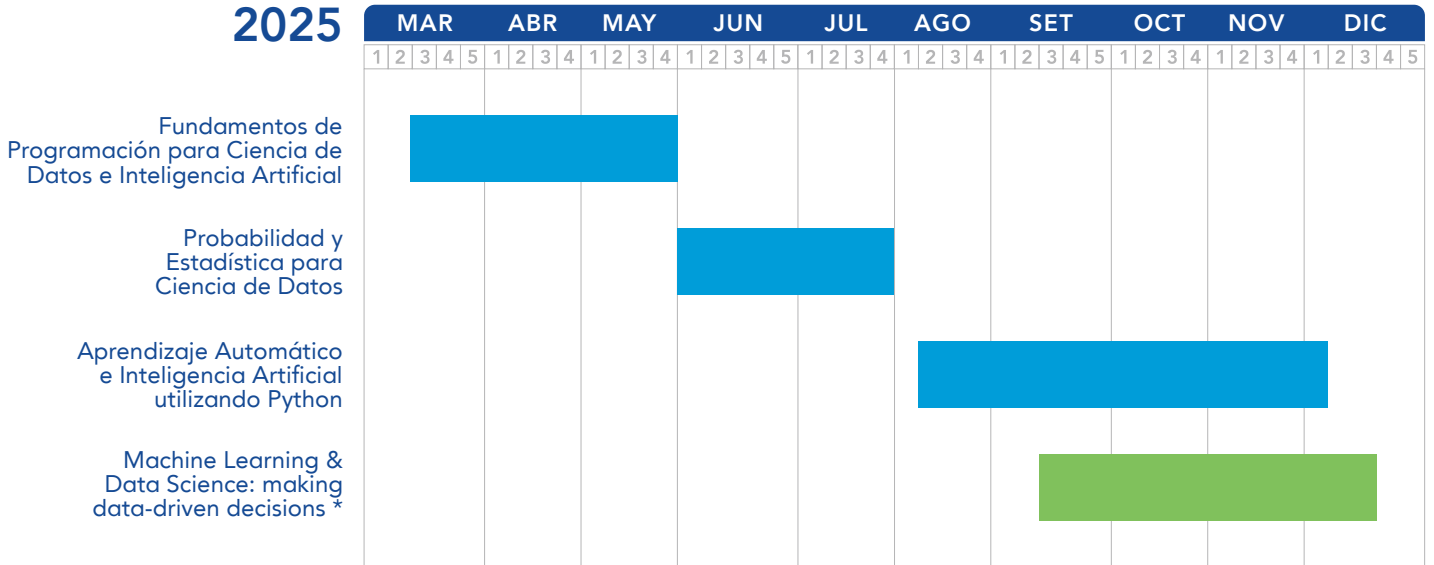 2025
MAR ABR MAY JUN JUL AGO SET OCT NOV DIC
1 2 3 4 5 1 2 3 4 1 2 3 4 1 2 3 4 5 1 2 3 4 1 2 3 4 1 2 3 4 5 1 2 3 4 1 2 3 4 1 2 3 4 5
Fundamentos de
Programación para Ciencia de
Datos e Inteligencia Artificial
Probabilidad y
Estadística para
Ciencia de Datos
Aprendizaje Automático
e Inteligencia Artificial
utilizando Python
Machine Learning &
Data Science: making
data-driven decisions *